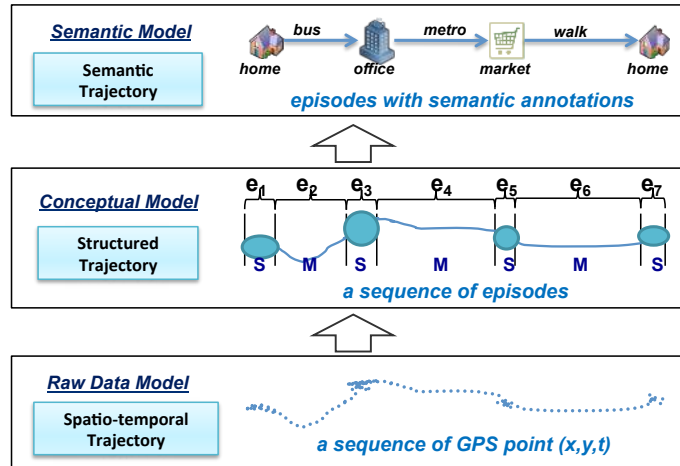 Semantic Model
Semantic
Trajectory
bus metro walk
home office market home
episodes with semantic annotations
Conceptual Model
Structured
Trajectory
e1 e2 e3 e4 e5 e6 e7
S M S M S M S
a sequence of episodes
Raw Data Model
Spatio-temporal
Trajectory
a sequence of GPS point (x,y,t)